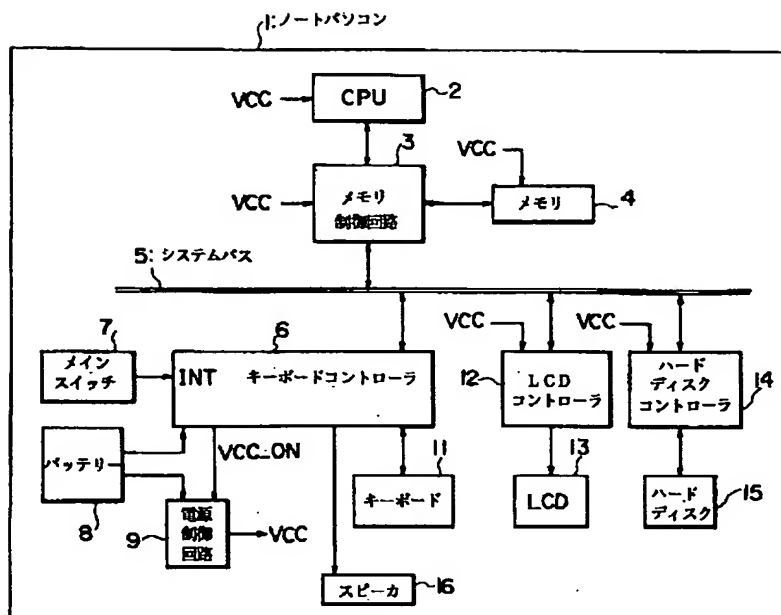 1:ノートパソコン
VCC
CPU
2
3
VCC
メモリ
制御回路
VCC
メモリ
4
5:システムバス
7
メイン
スイッチ
6
INT
キーボードコントローラ
VCC
12
LCD
コントローラ
VCC
ハード
ディスク
コントローラ
14
バッテリー
8
VCC_ON
9
電源
制御
回路
VCC
11
キーボード
13
LCD
ハード
ディスク
15
スピーカ
16